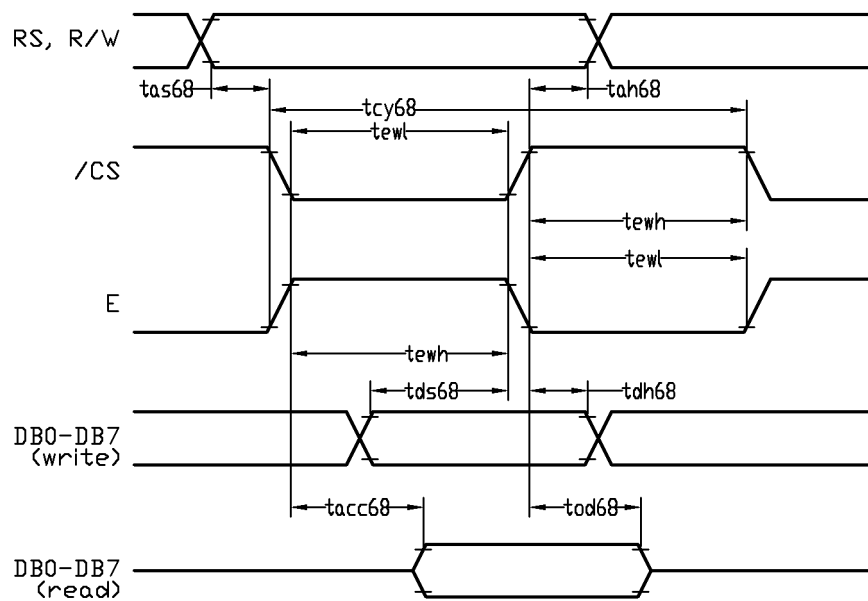 RS, R/W
tas68
tah68
tcy68
tewl
/CS
tewh
tewl
E
tewh
tds68
tdh68
DB0-DB7
(write)
tacc68
tod68
DB0-DB7
(read)